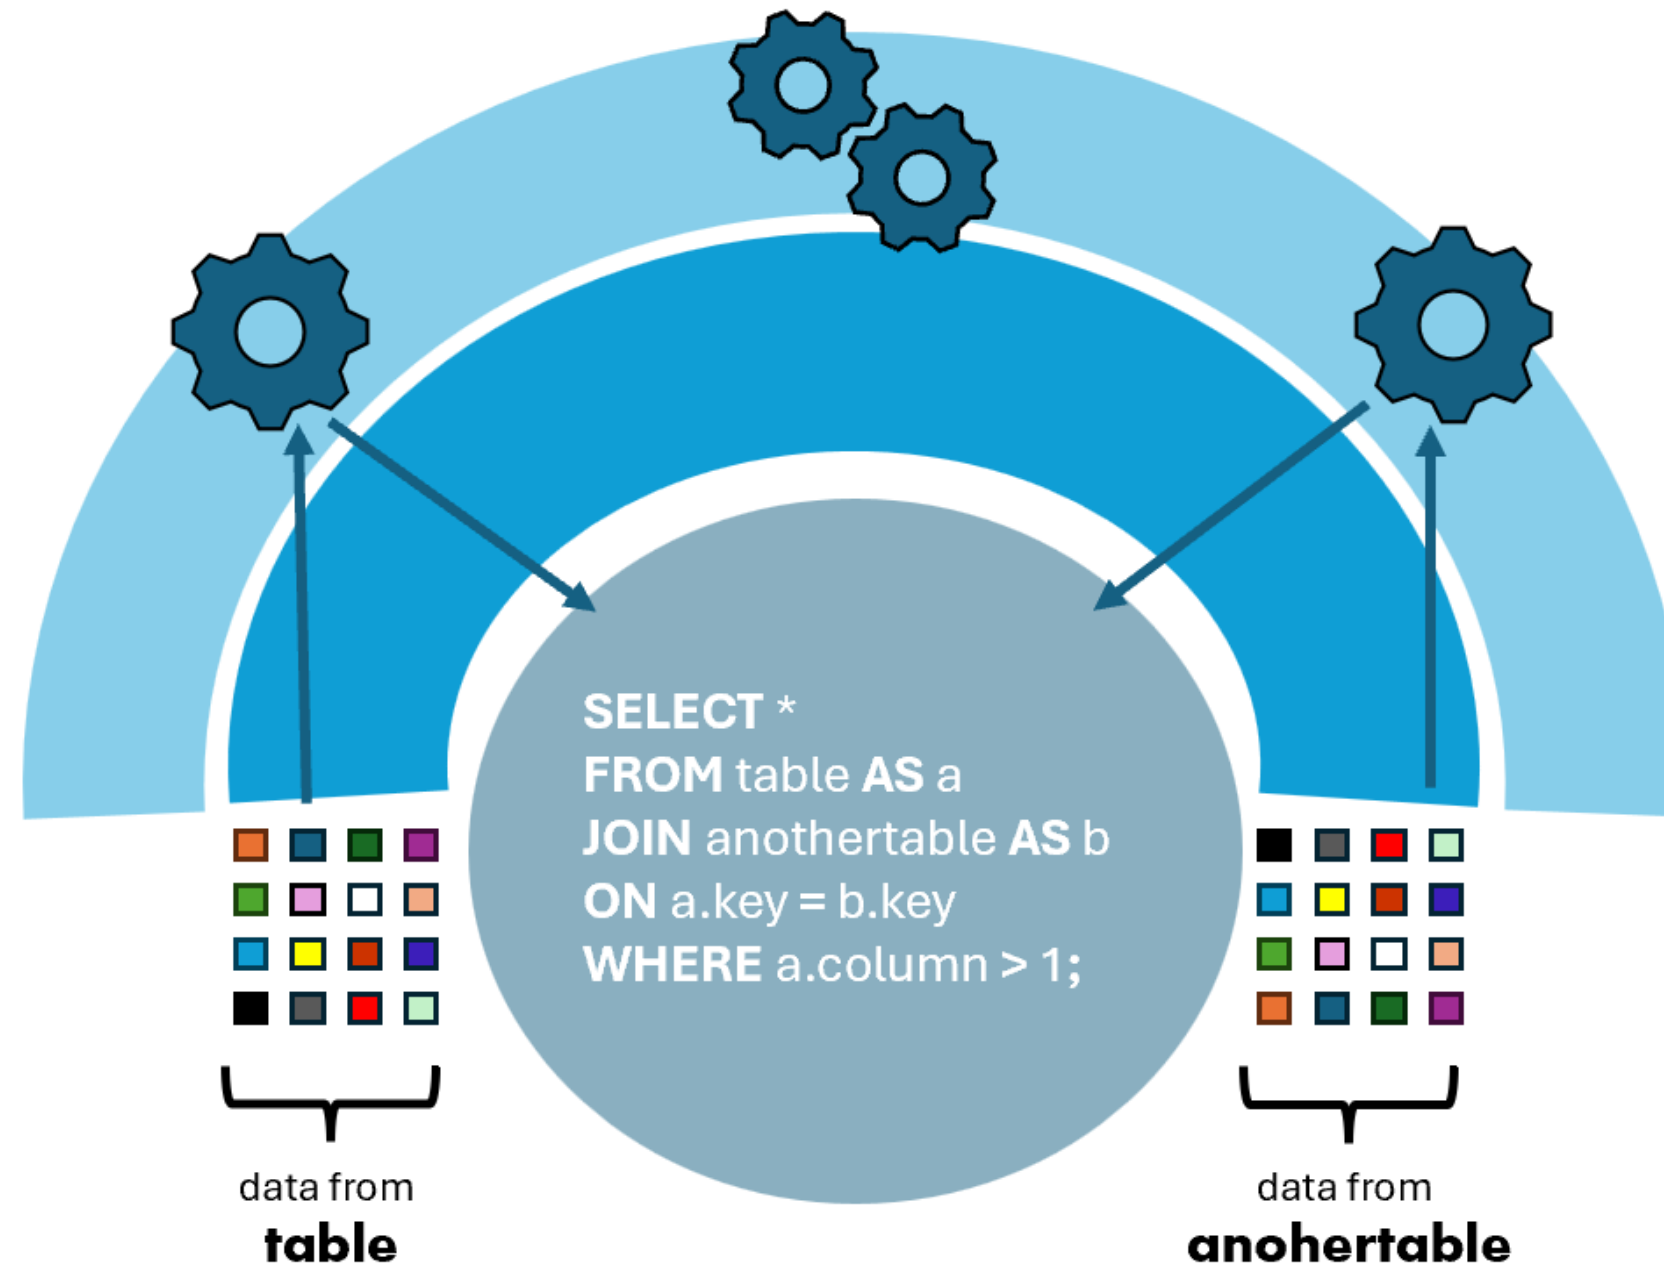 SELECT *
FROM table AS a
JOIN anothertable AS b
ON a.key = b.key
WHERE a.column > 1;
data from
table
data from
anohertable